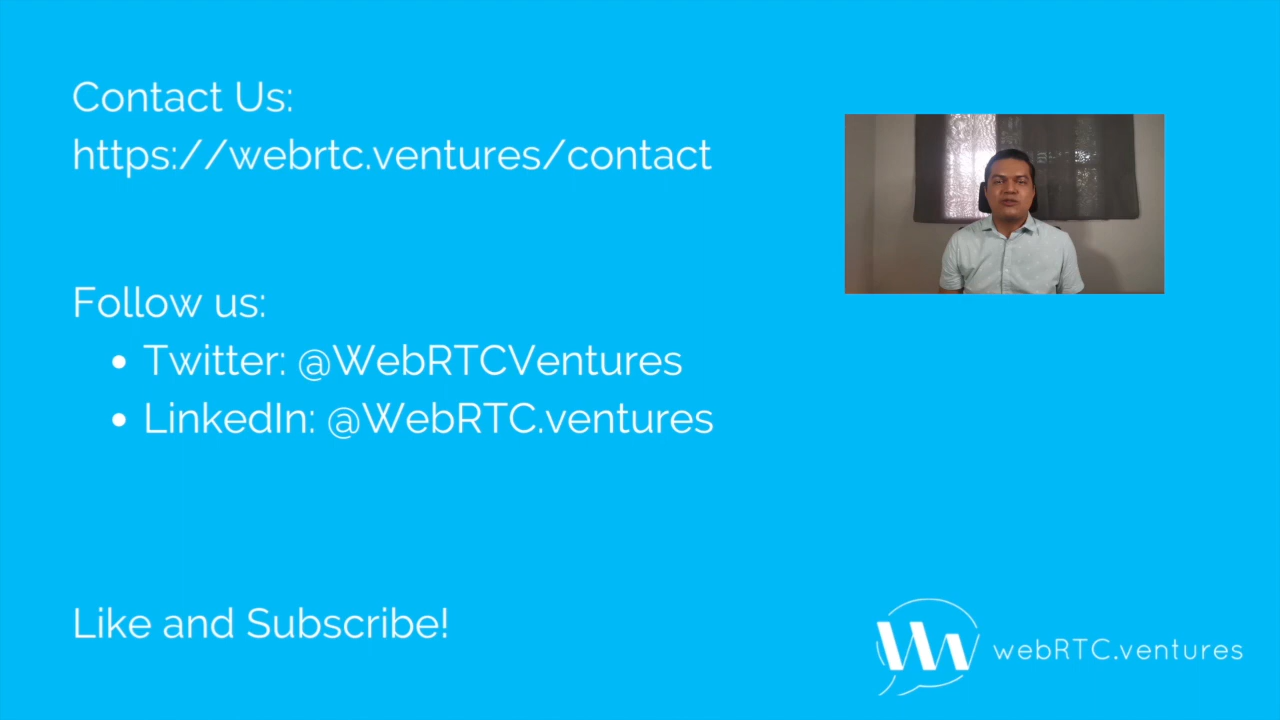 Contact Us:
https://webrtc.ventures/contact
Follow us:
• Twitter: @WebRTCVentures
• LinkedIn: @WebRTC.ventures
Like and Subscribe!
webRTC.ventures